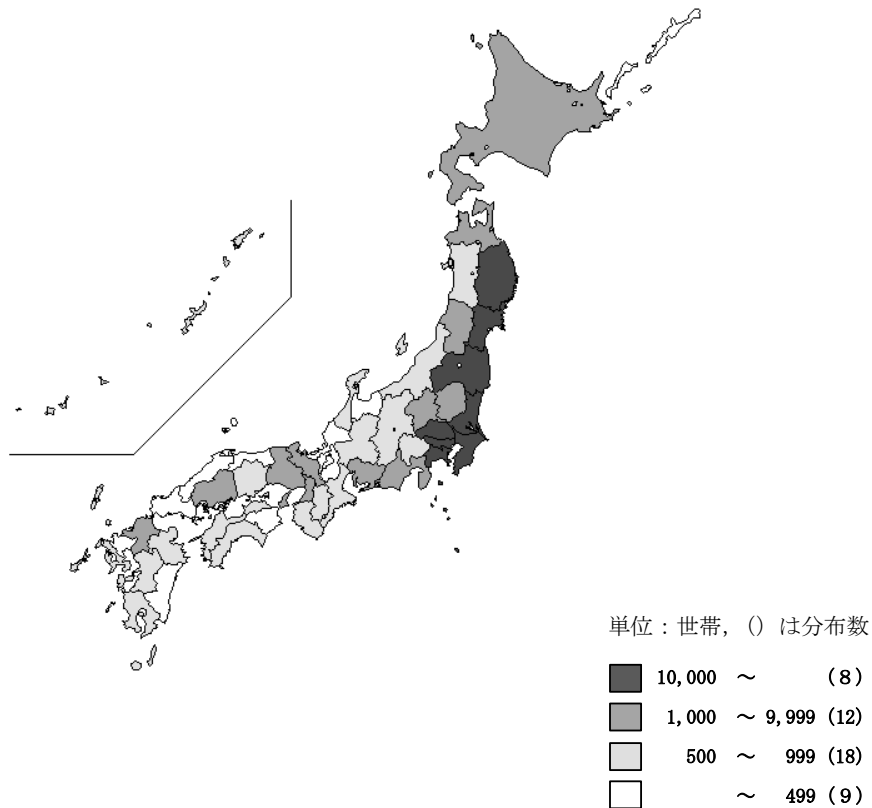 単位：世帯，（）は分布数
10,000 ～ （８）
1,000 ～ 9,999（12）
500 ～ 999（18）
～ 499（９）